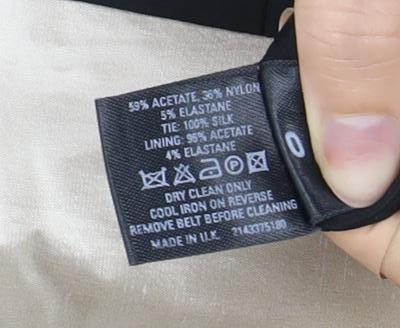 59% ACETATE, 36% NYLON
5% ELASTANE
TIE: 100% SILK
LINING: 96% ACETATE
4% ELASTANE
P
DRY CLEAN ONLY
COOL IRON ON REVERSE
REMOVE BELT BEFORE CLEANING
MADE IN U.K.
0